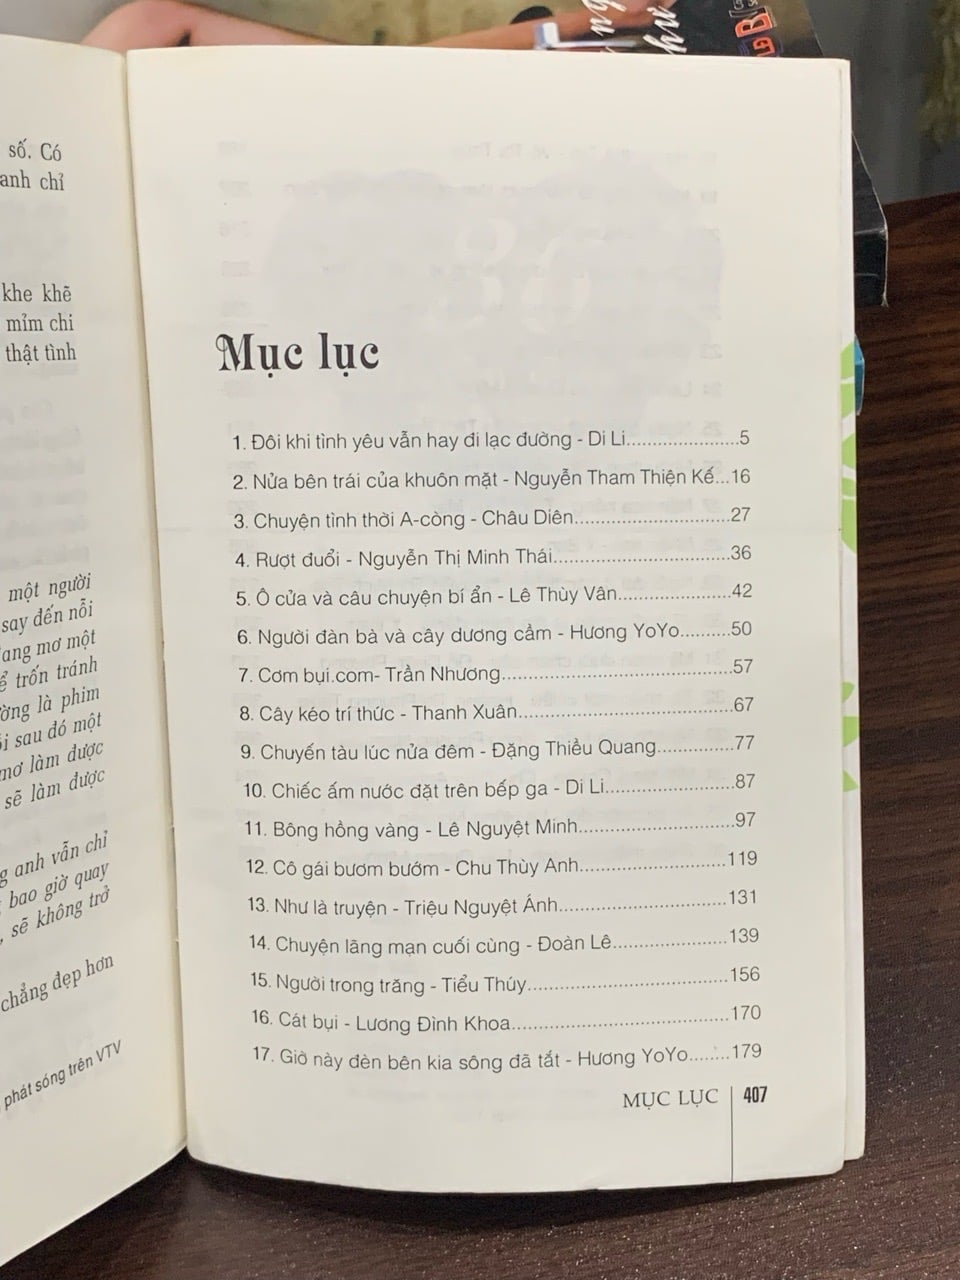 số. Có
anh chỉ
khe khẽ
mỉm chi
thật tình
một người
say đến nỗi
mơ một
trốn tránh
là phim
sau đó một
mơ làm được
sẽ làm được
anh vẫn chỉ
bao giờ quay
sẽ không trở
chẳng đẹp hơn
phát sóng trên VTV
Mục lục
1. Đôi khi tình yêu vẫn hay đi lạc đường - Di Li.....................5
2. Nửa bên trái của khuôn mặt - Nguyễn Tham Thiện Kế...16
3. Chuyện tình thời A-còng - Châu Diên.............................27
4. Rượt đuổi - Nguyễn Thị Minh Thái.................................36
5. Ô cửa và câu chuyện bí ẩn - Lê Thùy Vân.....................42
6. Người đàn bà và cây dương cầm - Hương YoYo..........50
7. Cơm bụi.com- Trần Nhương...........................................57
8. Cây kéo trí thức - Thanh Xuân........................................67
9. Chuyến tàu lúc nửa đêm - Đặng Thiều Quang..............77
10. Chiếc ấm nước đặt trên bếp ga - Di Li........................87
11. Bông hồng vàng - Lê Nguyệt Minh.............................97
12. Cô gái bươm bướm - Chu Thùy Anh...........................119
13. Như là truyện - Triệu Nguyệt Ánh................................131
14. Chuyện lãng mạn cuối cùng - Đoàn Lê......................139
15. Người trong trăng - Tiểu Thúy.....................................156
16. Cát bụi - Lương Đình Khoa.........................................170
17. Giờ này đèn bên kia sông đã tắt - Hương YoYo........179
MỤC LỤC 407